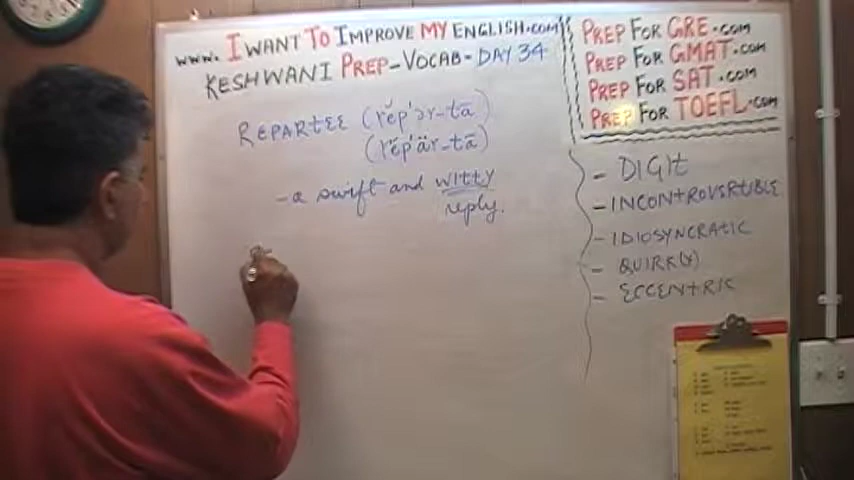 www. I WANT TO IMPROVE MY ENGLISH.com
KESHWANI PREP-VOCAB-DAY 34
PREP FOR GRE.com
PREP FOR GMAT.com
PREP FOR SAT.com
PREP FOR TOEFL.com
REPARTEE (rĕp'ər-tā)
(rĕp'är-tā)
- a swift and witty
reply.
- DIGIT
- INCONTROVERTIBLE
- IDIOSYNCRATIC
- QUIRK(Y)
- ECCENTRIC